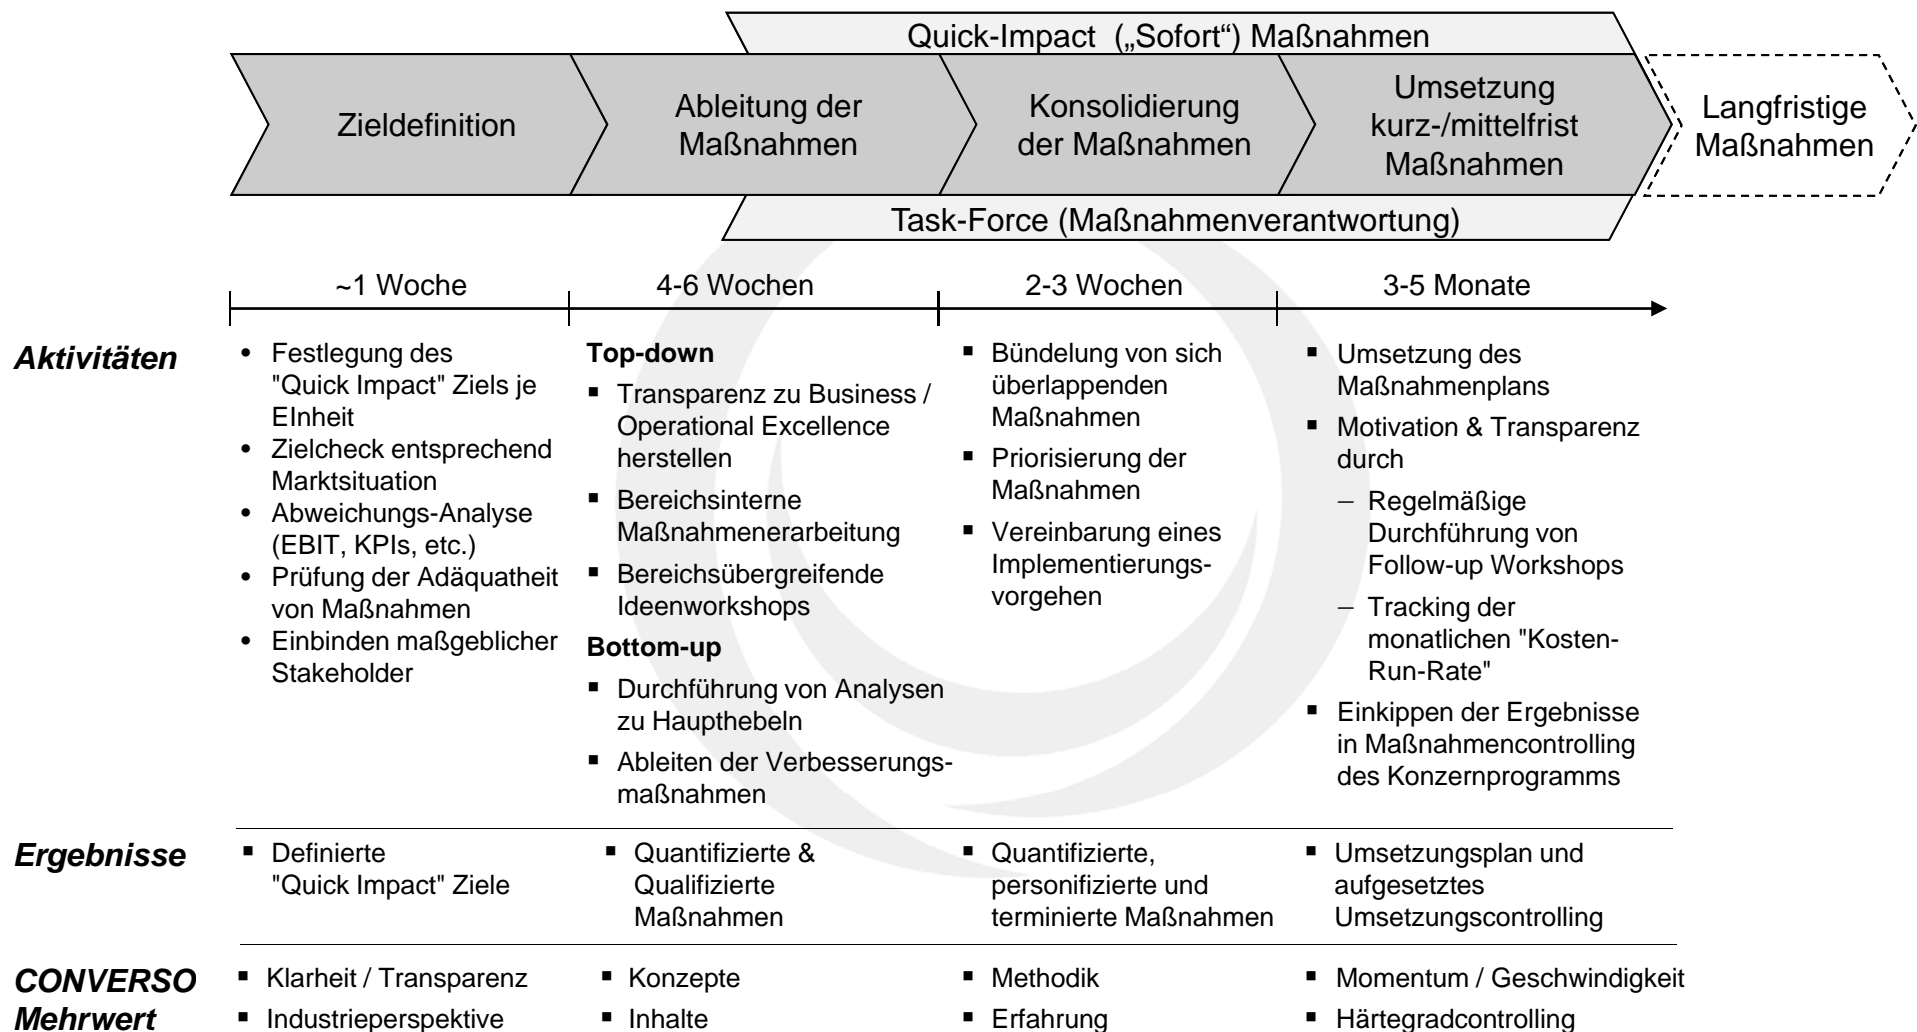 Quick-Impact („Sofort“) Maßnahmen
Zieldefinition
Ableitung der
Maßnahmen
Konsolidierung
der Maßnahmen
Umsetzung
kurz-/mittelfrist
Maßnahmen
Langfristige
Maßnahmen
Task-Force (Maßnahmenverantwortung)
~1 Woche
4-6 Wochen
2-3 Wochen
3-5 Monate
Aktivitäten
• Festlegung des
"Quick Impact" Ziels je
EInheit
• Zielcheck entsprechend
Marktsituation
• Abweichungs-Analyse
(EBIT, KPIs, etc.)
• Prüfung der Adäquatheit
von Maßnahmen
• Einbinden maßgeblicher
Stakeholder
Top-down
▪ Transparenz zu Business /
Operational Excellence
herstellen
▪ Bereichsinterne
Maßnahmenerarbeitung
▪ Bereichsübergreifende
Ideenworkshops
Bottom-up
▪ Durchführung von Analysen
zu Haupthebeln
▪ Ableiten der Verbesserungs-
maßnahmen
▪ Bündelung von sich
überlappenden
Maßnahmen
▪ Priorisierung der
Maßnahmen
▪ Vereinbarung eines
Implementierungs-
vorgehen
▪ Umsetzung des
Maßnahmenplans
▪ Motivation & Transparenz
durch
– Regelmäßige
Durchführung von
Follow-up Workshops
– Tracking der
monatlichen "Kosten-
Run-Rate"
▪ Einkippen der Ergebnisse
in Maßnahmencontrolling
des Konzernprogramms
Ergebnisse
▪ Definierte
"Quick Impact" Ziele
▪ Quantifizierte &
Qualifizierte
Maßnahmen
▪ Quantifizierte,
personifizierte und
terminierte Maßnahmen
▪ Umsetzungsplan und
aufgesetztes
Umsetzungscontrolling
CONVERSO
Mehrwert
▪ Klarheit / Transparenz
▪ Industrieperspektive
▪ Konzepte
▪ Inhalte
▪ Methodik
▪ Erfahrung
▪ Momentum / Geschwindigkeit
▪ Härtegradcontrolling